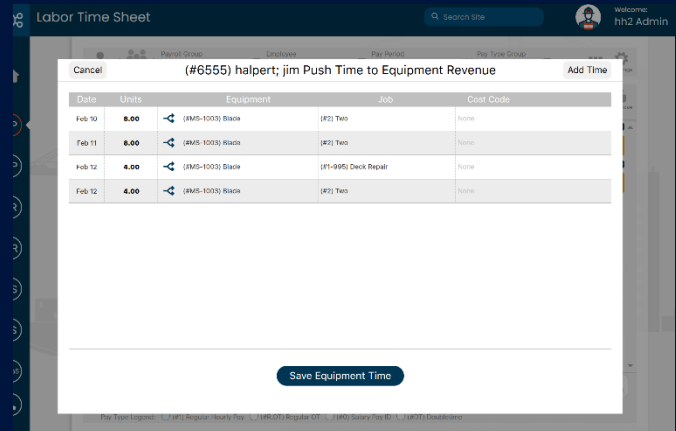 Labor Time Sheet
Search Site
Welcome:
hh2 Admin
Payroll Group Employee Pay Period Pay Type Group
Cancel
(#6555) halpert; jim Push Time to Equipment Revenue
Add Time
Date Units Equipment Job Cost Code
Feb 10 8.00 (#MS-1003) Blade (#2) Two None
Feb 11 8.00 (#MS-1003) Blade (#2) Two None
Feb 12 4.00 (#MS-1003) Blade (#1-995) Deck Repair None
Feb 12 4.00 (#MS-1003) Blade (#2) Two None
Save Equipment Time
Pay Type Legend: (#1) Regular Hourly Pay (#R OT) Regular OT (#0) Salary Pay ID (#DT) Doubletime